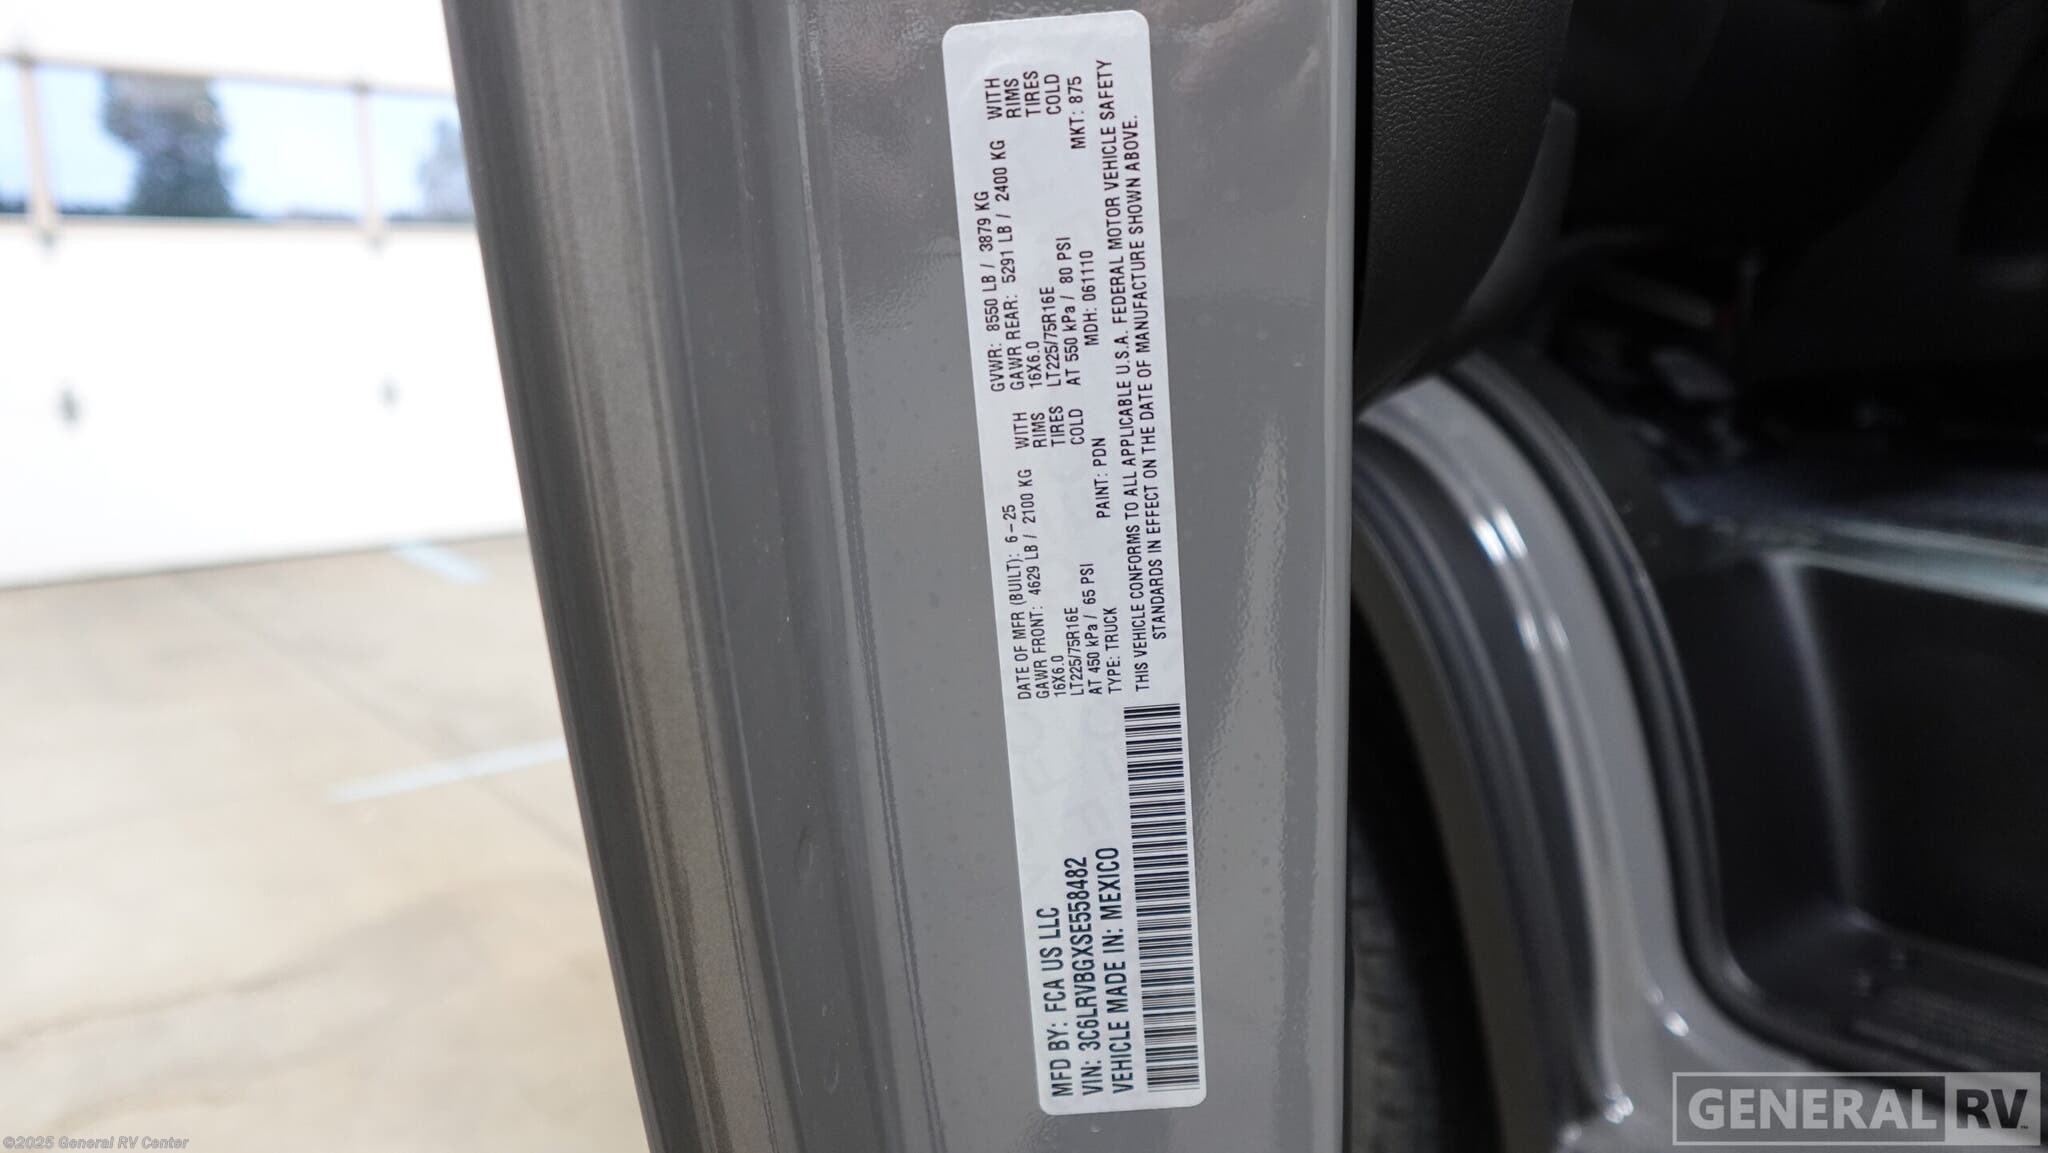 MFD BY: FCA US LLC
VIN: 3C6LRVBGXSE558482
VEHICLE MADE IN: MEXICO
DATE OF MFR (BUILT): 6-25
GVWR: 8550 LB / 3879 KG
GAWR FRONT: 4629 LB / 2100 KG WITH
GAWR REAR: 5291 LB / 2400 KG WITH
16X6.0 RIMS
16X6.0 RIMS
LT225/75R16E TIRES
LT225/75R16E TIRES
AT 450 kPa / 65 PSI COLD
AT 550 kPa / 80 PSI COLD
TYPE: TRUCK PAINT: PDN MDH: 061110 MKT: 875
THIS VEHICLE CONFORMS TO ALL APPLICABLE U.S.A. FEDERAL MOTOR VEHICLE SAFETY
STANDARDS IN EFFECT ON THE DATE OF MANUFACTURE SHOWN ABOVE.
GENERAL RV
©2025 General RV Center